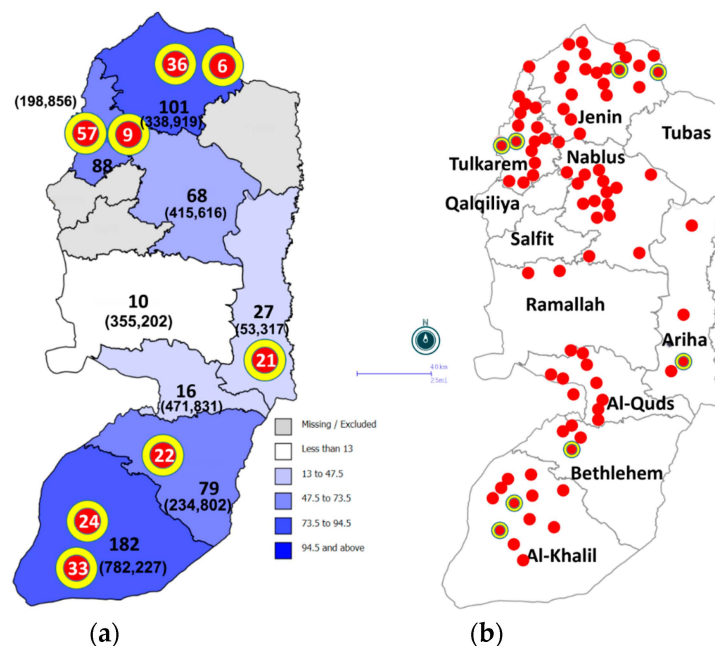 36
6
101
(338,919)
(198,856)
57
9
88
68
(415,616)
10
(355,202)
27
(53,317)
21
16
(471,831)
22
79
(234,802)
24
182
(782,227)
33
Missing / Excluded
Less than 13
13 to 47.5
47.5 to 73.5
73.5 to 94.5
94.5 and above
(a)
Jenin
Tubas
Tulkarem
Nablus
Qalqiliya
Salfit
Ramallah
N
40km
25mi
Ariha
Al-Quds
Bethlehem
Al-Khalil
(b)